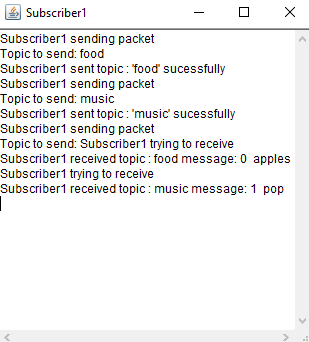 Subscriber1
Subscriber1 sending packet
Topic to send: food
Subscriber1 sent topic : 'food' sucessfully
Subscriber1 sending packet
Topic to send: music
Subscriber1 sent topic : 'music' sucessfully
Subscriber1 sending packet
Topic to send: Subscriber1 trying to receive
Subscriber1 received topic : food message: 0  apples
Subscriber1 trying to receive
Subscriber1 received topic : music message: 1  pop